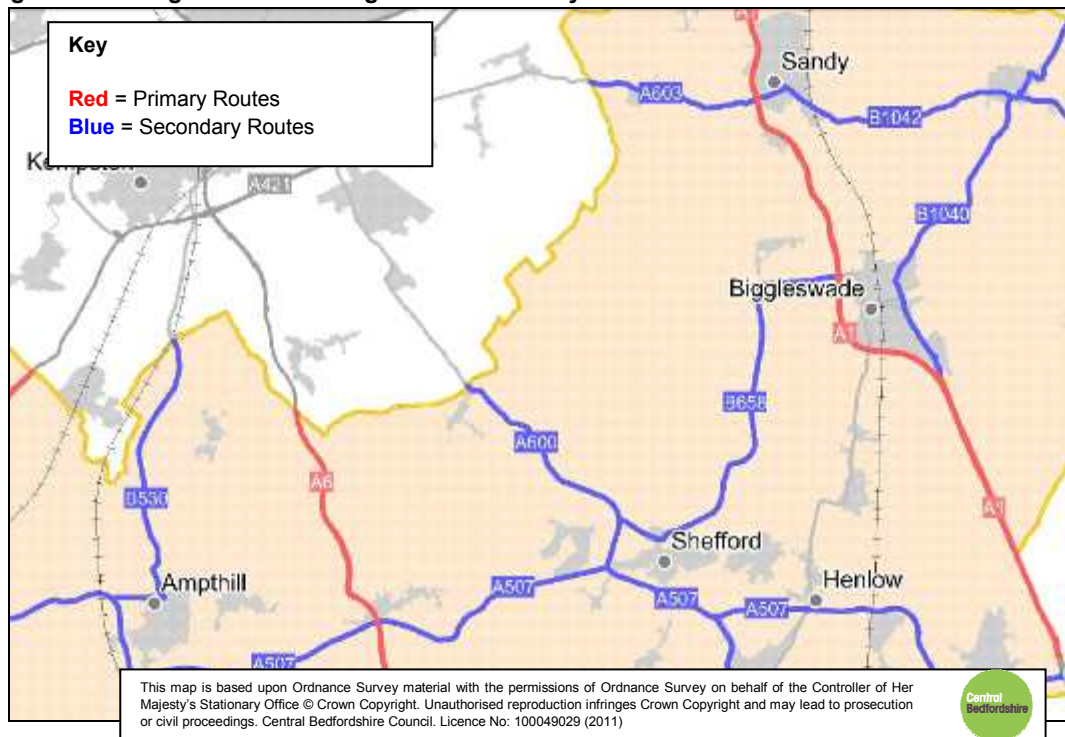 Key
Red = Primary Routes
Blue = Secondary Routes
Sandy
A603
B1042
A421
B1040
Biggleswade
A1
B658
A600
A6
B530
A1
Shefford
Ampthill
Henlow
A507
A507
A507
A507
This map is based upon Ordnance Survey material with the permissions of Ordnance Survey on behalf of the Controller of Her
Majesty's Stationary Office © Crown Copyright. Unauthorised reproduction infringes Crown Copyright and may lead to prosecution
or civil proceedings. Central Bedfordshire Council. Licence No: 100049029 (2011)
Central
Bedfordshire